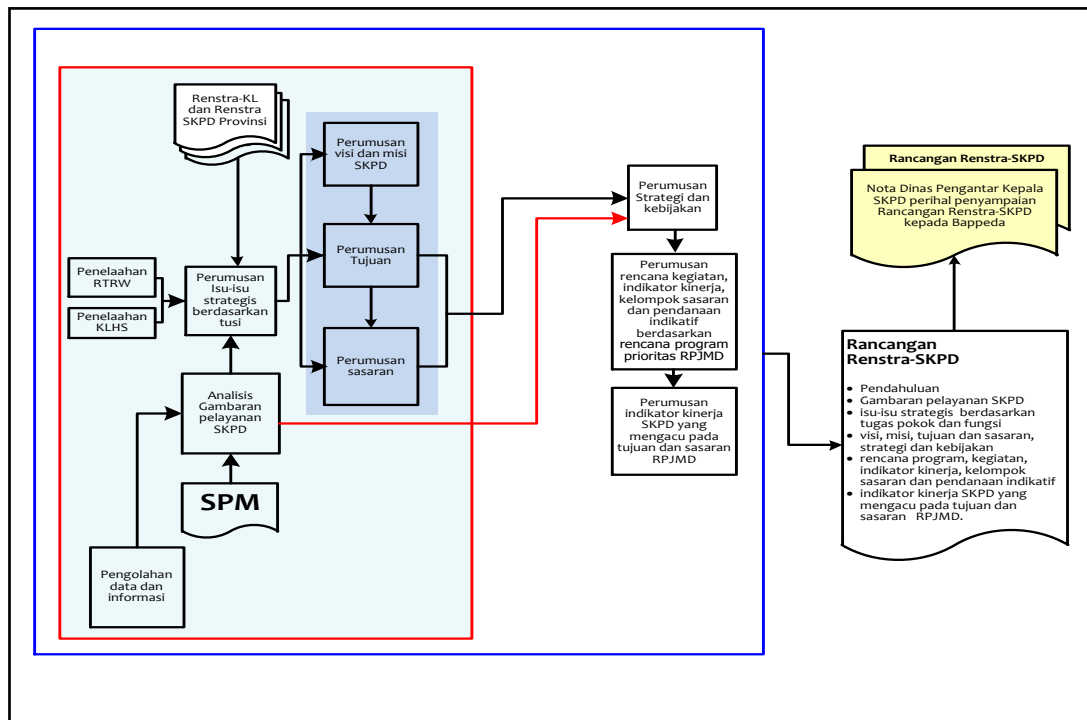 Renstra-KL
dan Renstra
SKPD Provinsi
Perumusan
visi dan misi
SKPD
Perumusan
Tujuan
Perumusan
sasaran
Penelaahan
RTRW
Penelaahan
KLHS
Perumusan
Isu-isu
strategis
berdasarkan
tusi
Analisis
Gambaran
pelayanan
SKPD
SPM
Pengolahan
data dan
informasi
Perumusan
Strategi dan
kebijakan
Perumusan
rencana kegiatan,
indikator kinerja,
kelompok sasaran
dan pendanaan
indikatif
berdasarkan
rencana program
prioritas RPJMD
Perumusan
indikator kinerja
SKPD yang
mengacu pada
tujuan dan sasaran
RPJMD
Rancangan Renstra-SKPD
Nota Dinas Pengantar Kepala
SKPD perihal penyampaian
Rancangan Renstra-SKPD
kepada Bappeda
Rancangan
Renstra-SKPD
• Pendahuluan
• Gambaran pelayanan SKPD
• isu-isu strategis berdasarkan
tugas pokok dan fungsi
• visi, misi, tujuan dan sasaran,
strategi dan kebijakan
• rencana program, kegiatan,
indikator kinerja, kelompok
sasaran dan pendanaan indikatif
• indikator kinerja SKPD yang
mengacu pada tujuan dan
sasaran RPJMD.